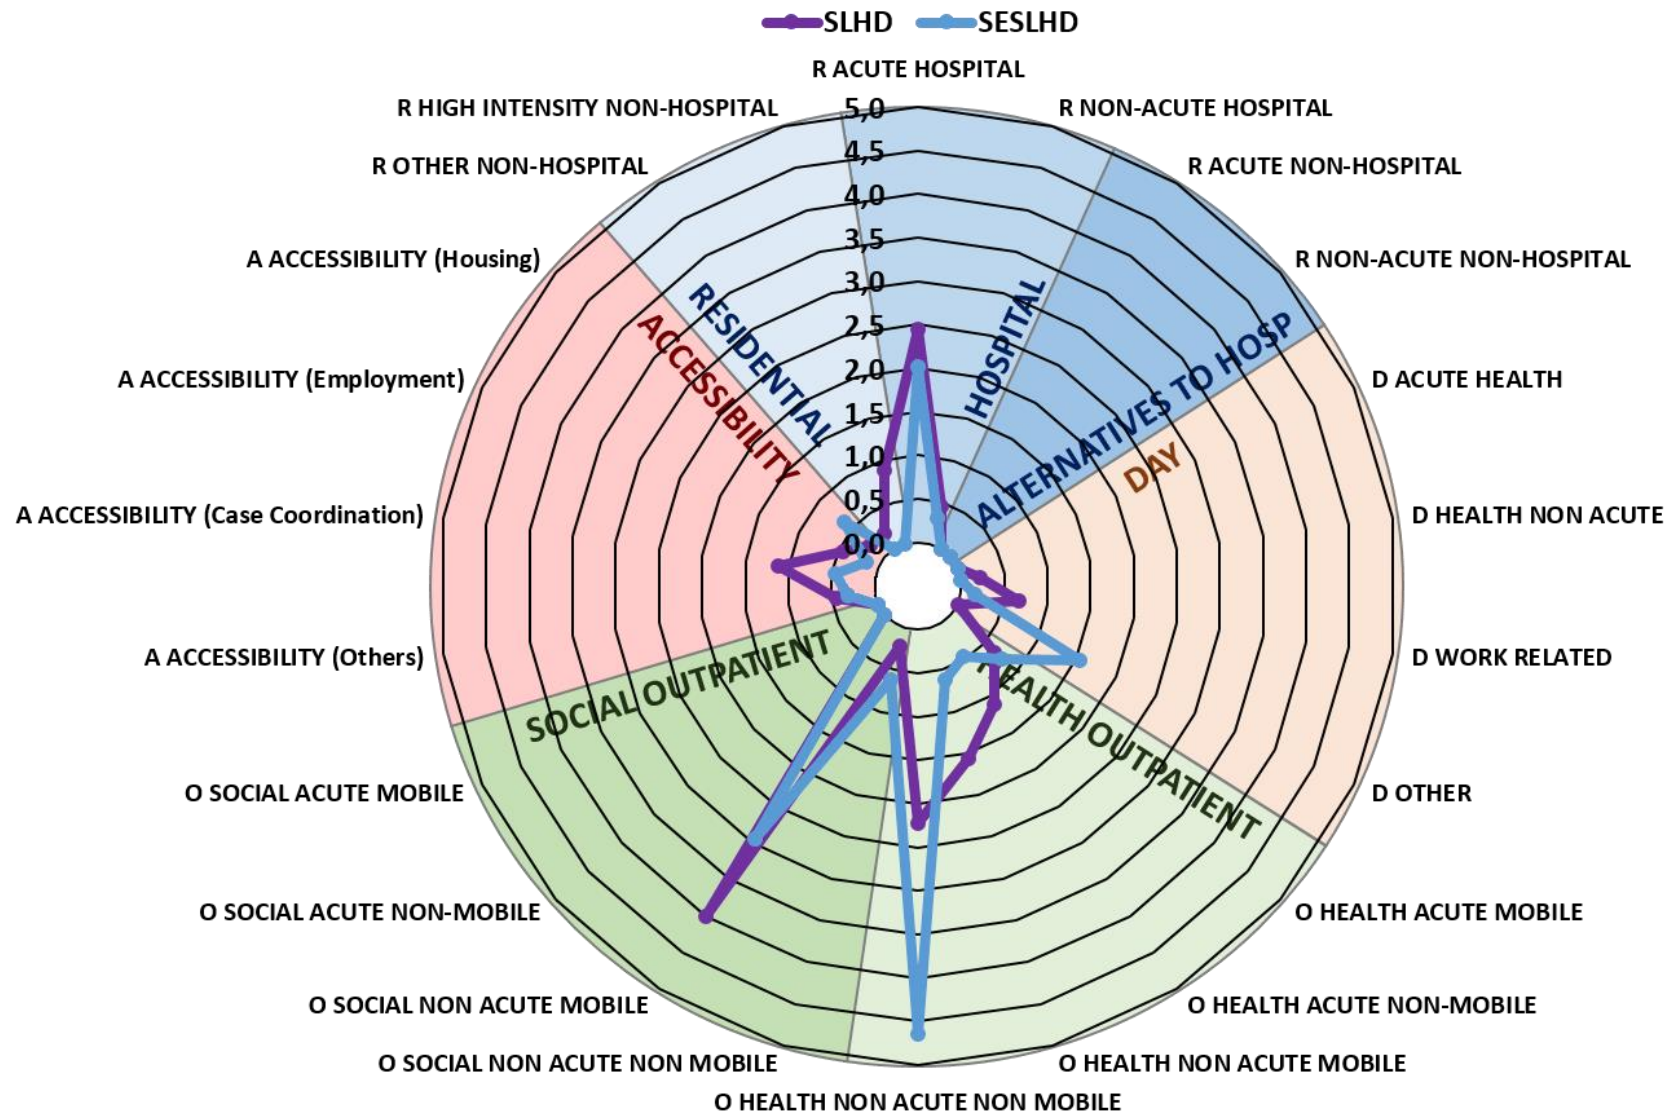 SLHD SESLHD
R ACUTE HOSPITAL
R HIGH INTENSITY NON-HOSPITAL
R NON-ACUTE HOSPITAL
R OTHER NON-HOSPITAL
R ACUTE NON-HOSPITAL
A ACCESSIBILITY (Housing)
R NON-ACUTE NON-HOSPITAL
A ACCESSIBILITY (Employment)
D ACUTE HEALTH
A ACCESSIBILITY (Case Coordination)
D HEALTH NON ACUTE
A ACCESSIBILITY (Others)
D WORK RELATED
O SOCIAL ACUTE MOBILE
D OTHER
O SOCIAL ACUTE NON-MOBILE
O HEALTH ACUTE MOBILE
O SOCIAL NON ACUTE MOBILE
O HEALTH ACUTE NON-MOBILE
O SOCIAL NON ACUTE NON MOBILE
O HEALTH NON ACUTE MOBILE
O HEALTH NON ACUTE NON MOBILE
5,0
4,5
4,0
3,5
3,0
2,5
2,0
1,5
1,0
0,5
0,0
RESIDENTIAL
ACCESSIBILITY
HOSPITAL
ALTERNATIVES TO HOSP
DAY
HEALTH OUTPATIENT
SOCIAL OUTPATIENT